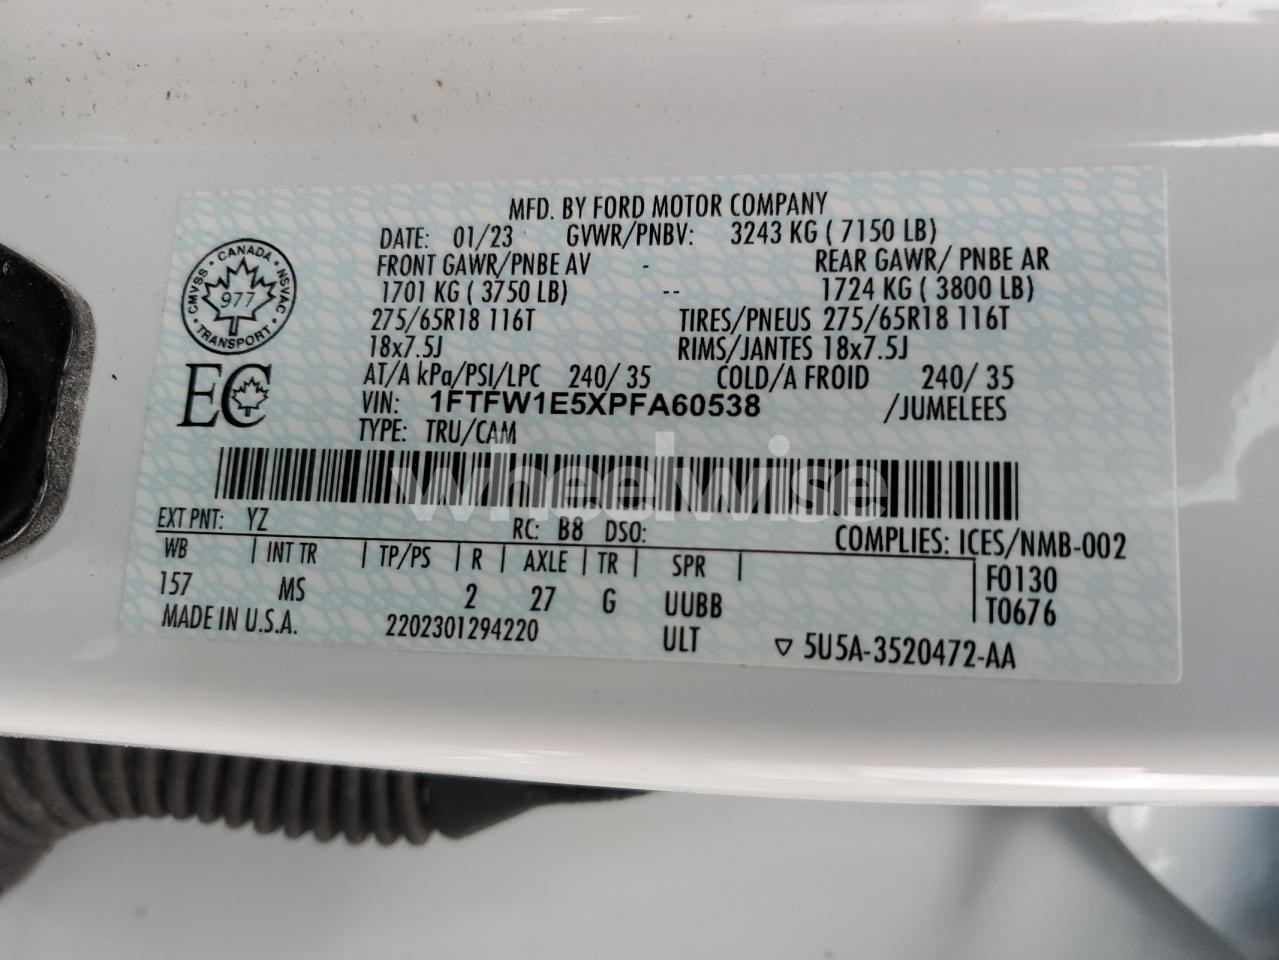 MFD. BY FORD MOTOR COMPANY
DATE: 01/23 GVWR/PNBV: 3243 KG ( 7150 LB)
FRONT GAWR/PNBE AV - REAR GAWR/ PNBE AR
1701 KG ( 3750 LB) -- 1724 KG ( 3800 LB)
275/65R18 116T TIRES/PNEUS 275/65R18 116T
18x7.5J RIMS/JANTES 18x7.5J
AT/A kPa/PSI/LPC 240/ 35 COLD/A FROID 240/ 35
VIN: 1FTFW1E5XPFA60538 /JUMELEES
TYPE: TRU/CAM
CANADA
CMVSS
NSVAC
977
TRANSPORT
EC
wheelwise
EXT PNT: YZ RC: B8 DSO: COMPLIES: ICES/NMB-002
WB | INT TR | TP/PS | R | AXLE | TR | SPR | F0130
157 MS 2 27 G UUBB T0676
MADE IN U.S.A. 2202301294220 ULT ▽ 5U5A-3520472-AA